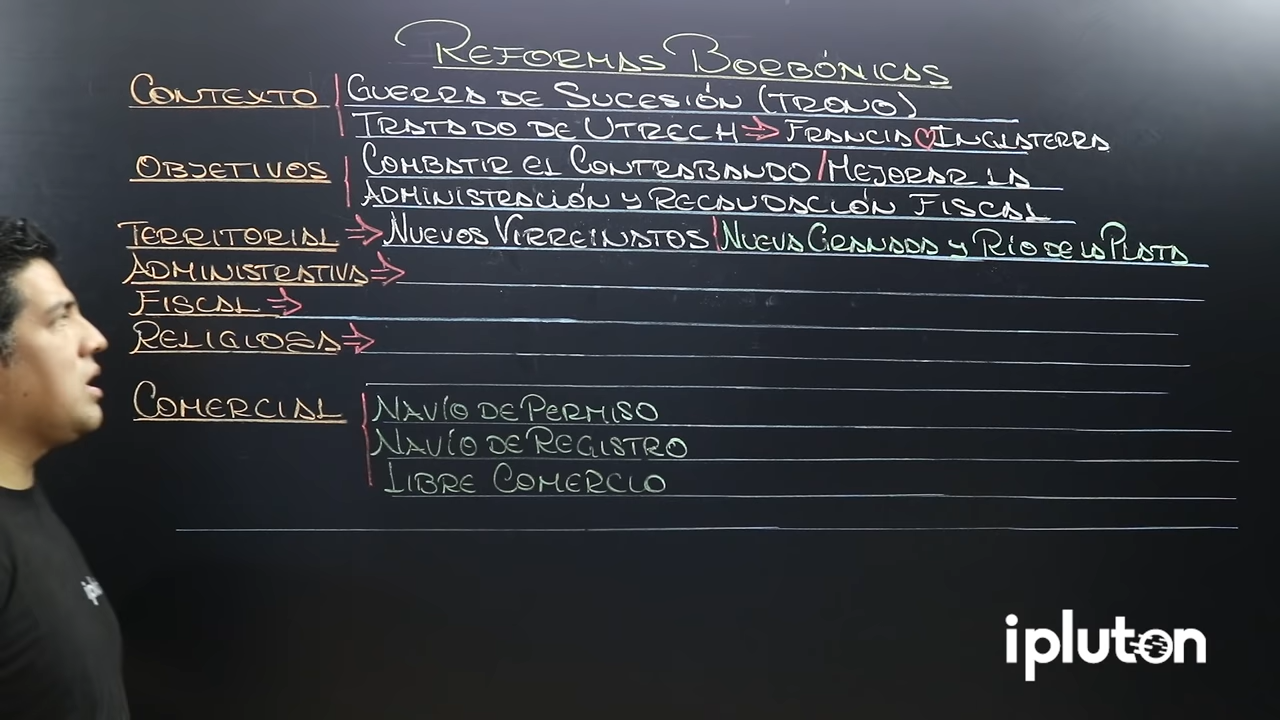 REFORMAS BORBÓNICAS
CONTEXTO GUERRA DE SUCESIÓN (TRONO)
TRATADO DE UTRECH ⇒ FRANCIA ♡ INGLATERRA
OBJETIVOS COMBATIR EL CONTRABANDO / MEJORAR LA
ADMINISTRACIÓN Y RECAUDACIÓN FISCAL
TERRITORIAL ⇒ NUEVOS VIRREINATOS | NUEVA GRANADA Y RÍO DE LA PLATA
ADMINISTRATIVA ⇒
FISCAL ⇒
RELIGIOSA ⇒
COMERCIAL NAVÍO DE PERMISO
NAVÍO DE REGISTRO
LIBRE COMERCIO
ipluton